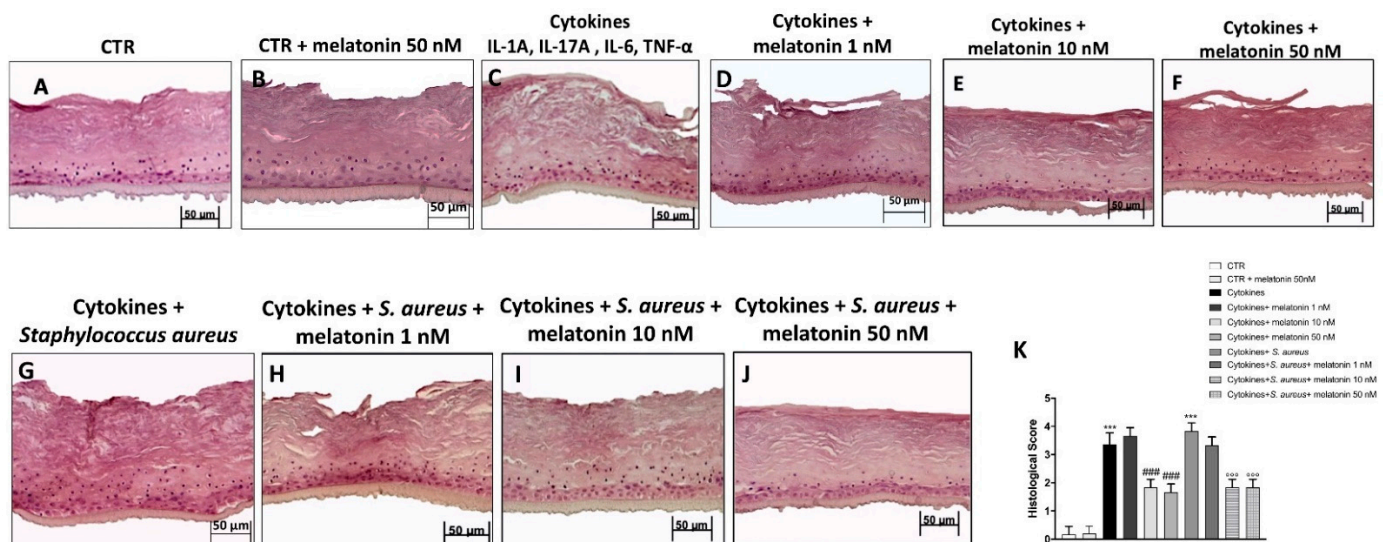 CTR
CTR + melatonin 50 nM
Cytokines
IL-1A, IL-17A , IL-6, TNF-α
Cytokines +
melatonin 1 nM
Cytokines +
melatonin 10 nM
Cytokines +
melatonin 50 nM
A
B
C
D
E
F
50 µm
50 µm
50 µm
50 µm
50 µm
50 µm
Cytokines +
Staphylococcus aureus
Cytokines + S. aureus +
melatonin 1 nM
Cytokines + S. aureus +
melatonin 10 nM
Cytokines + S. aureus +
melatonin 50 nM
G
H
I
J
50 µm
50 µm
50 µm
50 µm
K
CTR
CTR + melatonin 50nM
Cytokines
Cytokines+ melatonin 1 nM
Cytokines+ melatonin 10 nM
Cytokines+ melatonin 50 nM
Cytokines+ S. aureus
Cytokines+S. aureus+ melatonin 1 nM
Cytokines+S. aureus+ melatonin 10 nM
Cytokines+S. aureus+ melatonin 50 nM
Histological Score
5
4
3
2
1
0
***
###
###
***
°°°
°°°